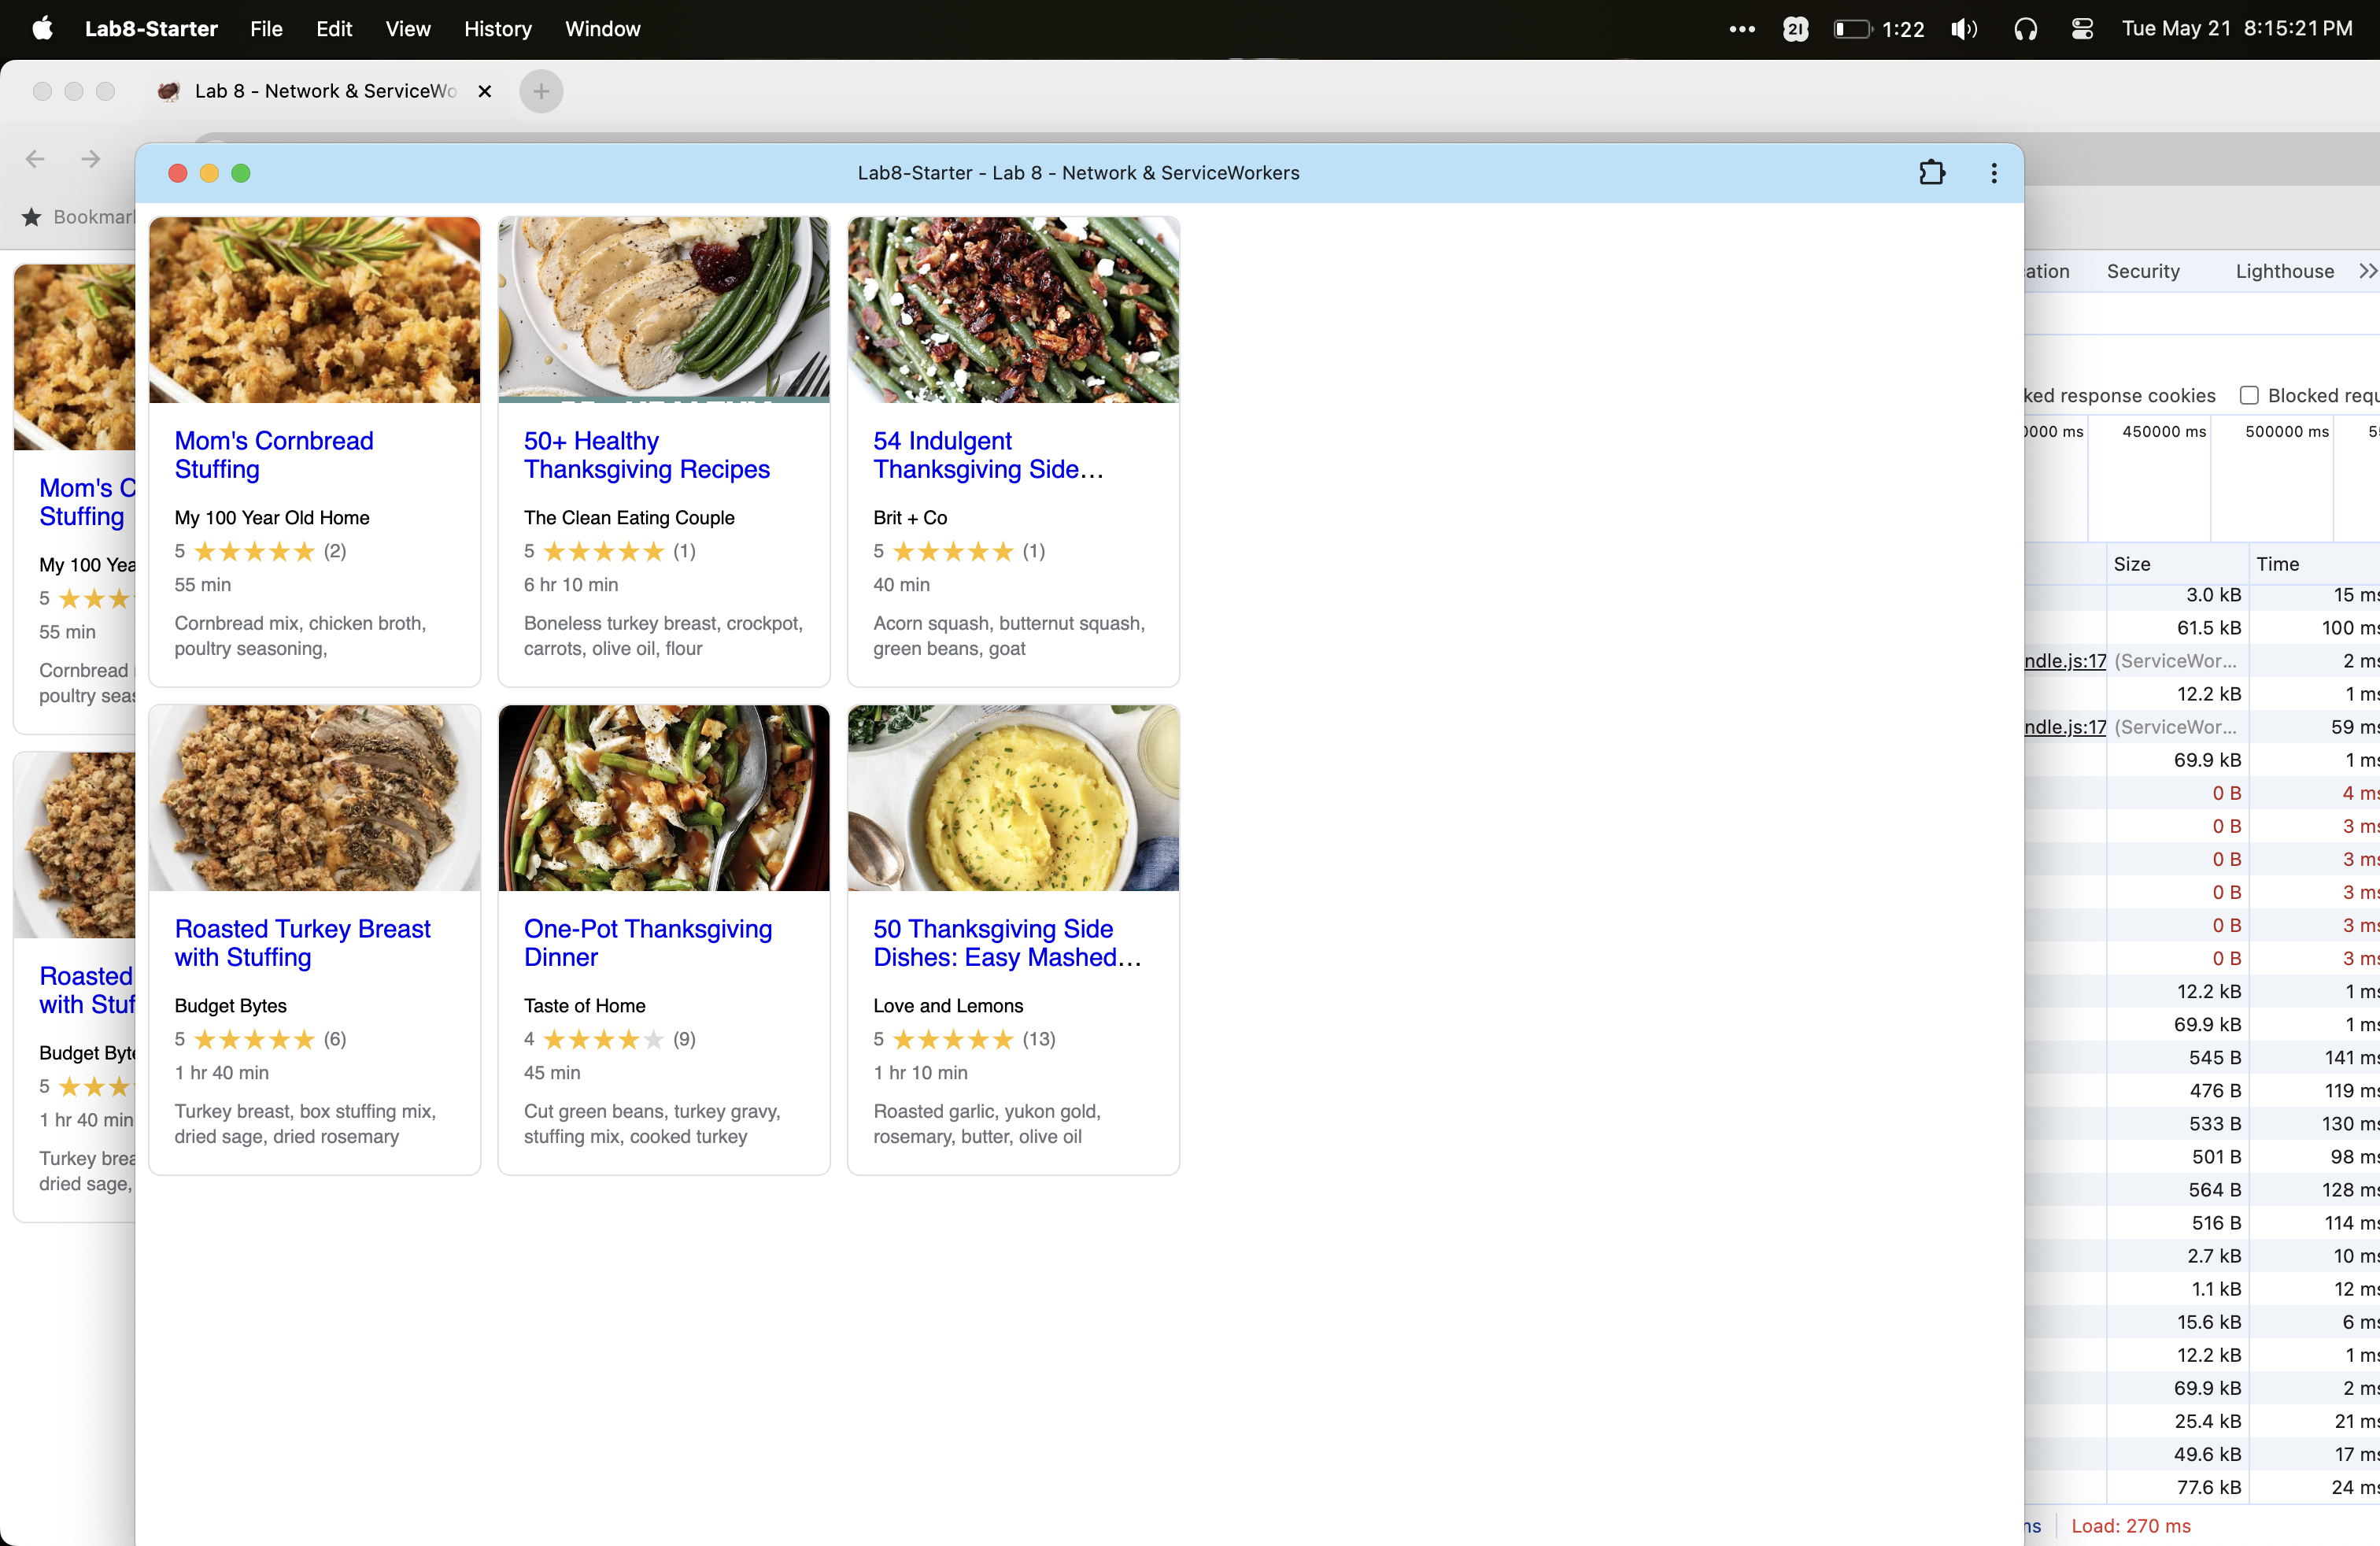 Lab8-Starter File Edit View History Window
21 1:22 Tue May 21 8:15:21 PM
Lab 8 - Network & ServiceWo
Lab8-Starter - Lab 8 - Network & ServiceWorkers
Bookmar
Mom's C
Stuffing
My 100 Yea
5
55 min
Cornbread
poultry seas
Roasted
with Stuf
Budget Byte
5
1 hr 40 min
Turkey brea
dried sage,
Mom's Cornbread
Stuffing
My 100 Year Old Home
5 ★★★★★ (2)
55 min
Cornbread mix, chicken broth,
poultry seasoning,
50+ Healthy
Thanksgiving Recipes
The Clean Eating Couple
5 ★★★★★ (1)
6 hr 10 min
Boneless turkey breast, crockpot,
carrots, olive oil, flour
54 Indulgent
Thanksgiving Side...
Brit + Co
5 ★★★★★ (1)
40 min
Acorn squash, butternut squash,
green beans, goat
Roasted Turkey Breast
with Stuffing
Budget Bytes
5 ★★★★★ (6)
1 hr 40 min
Turkey breast, box stuffing mix,
dried sage, dried rosemary
One-Pot Thanksgiving
Dinner
Taste of Home
4 ★★★★★ (9)
45 min
Cut green beans, turkey gravy,
stuffing mix, cooked turkey
50 Thanksgiving Side
Dishes: Easy Mashed...
Love and Lemons
5 ★★★★★ (13)
1 hr 10 min
Roasted garlic, yukon gold,
rosemary, butter, olive oil
ation Security Lighthouse
ked response cookies Blocked requ
0000 ms 450000 ms 500000 ms 5
Size Time
3.0 kB 15 ms
61.5 kB 100 ms
ndle.js:17 (ServiceWor... 2 ms
12.2 kB 1 ms
ndle.js:17 (ServiceWor... 59 ms
69.9 kB 1 ms
0 B 4 ms
0 B 3 ms
0 B 3 ms
0 B 3 ms
0 B 3 ms
0 B 3 ms
12.2 kB 1 ms
69.9 kB 1 ms
545 B 141 ms
476 B 119 ms
533 B 130 ms
501 B 98 ms
564 B 128 ms
516 B 114 ms
2.7 kB 10 ms
1.1 kB 12 ms
15.6 kB 6 ms
12.2 kB 1 ms
69.9 kB 2 ms
25.4 kB 21 ms
49.6 kB 17 ms
77.6 kB 24 ms
ns Load: 270 ms